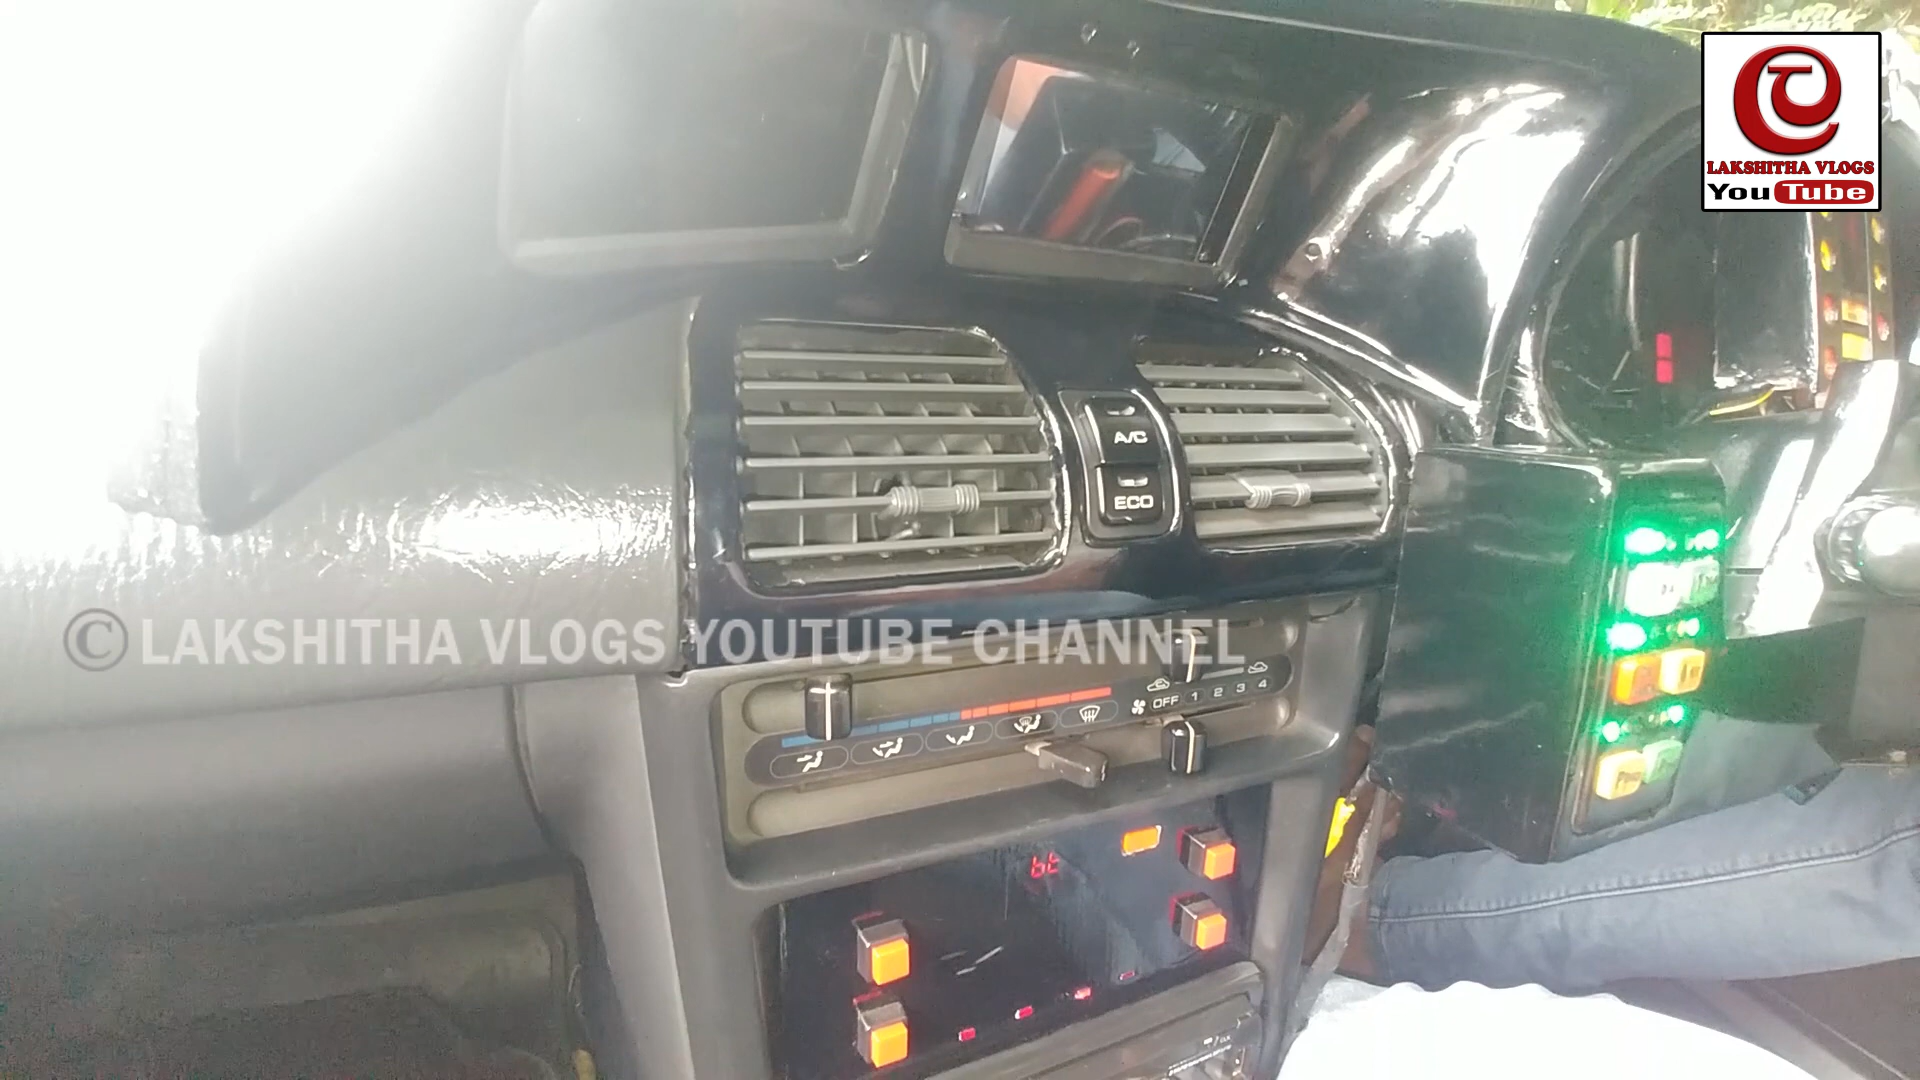 LAKSHITHA VLOGS
YouTube
A/C
ECO
© LAKSHITHA VLOGS YOUTUBE CHANNEL
OFF 1 2 3 4